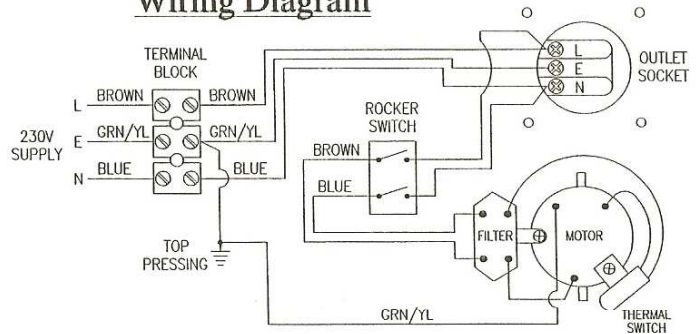 Wiring Diagram
TERMINAL
BLOCK
L
BROWN
BROWN
230V
SUPPLY
E
GRN/YL
GRN/YL
N
BLUE
BLUE
TOP
PRESSING
ROCKER
SWITCH
BROWN
BLUE
L
E
N
OUTLET
SOCKET
FILTER
MOTOR
THERMAL
SWITCH
GRN/YL